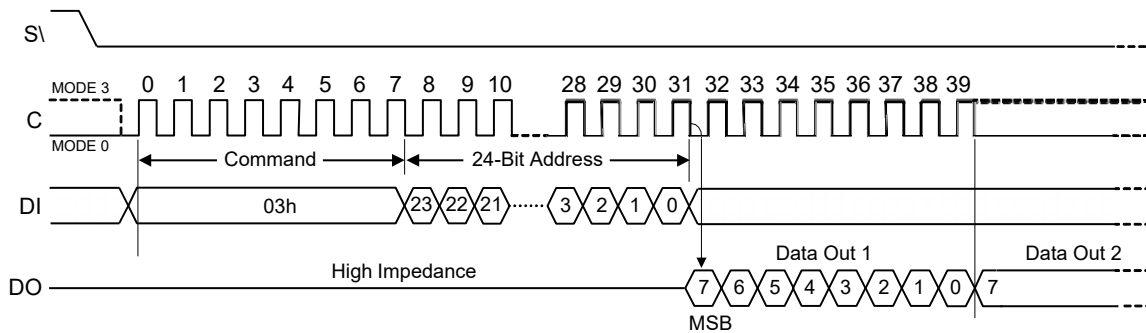 S\
MODE 3 0 1 2 3 4 5 6 7 8 9 10 28 29 30 31 32 33 34 35 36 37 38 39
C
MODE 0
Command 24-Bit Address
DI 03h 23 22 21 3 2 1 0
High Impedance Data Out 1 Data Out 2
DO 7 6 5 4 3 2 1 0 7
MSB